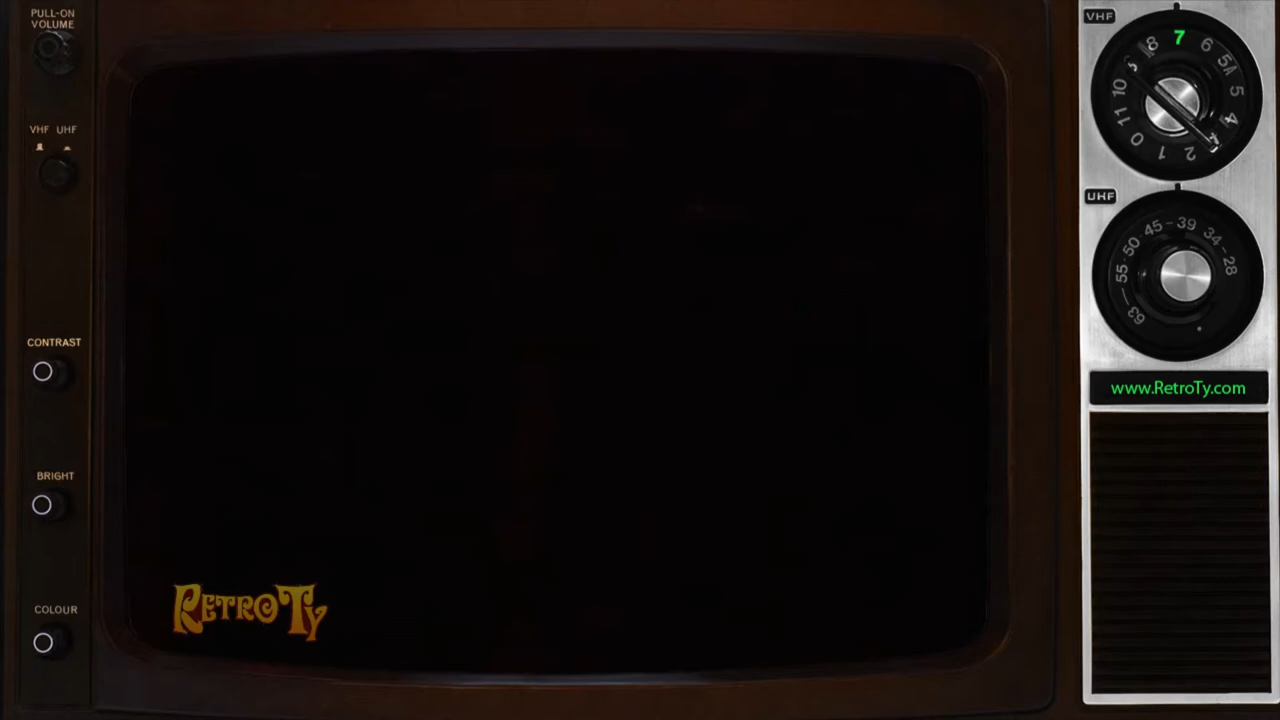 PULL-ON
VOLUME
VHF UHF
CONTRAST
BRIGHT
COLOUR
RETROTY
VHF
7
6
5A
5
4
2
1
0
11
10
9
8
UHF
63 — 55 · 50 45 - 39 34 - 28
www.RetroTy.com